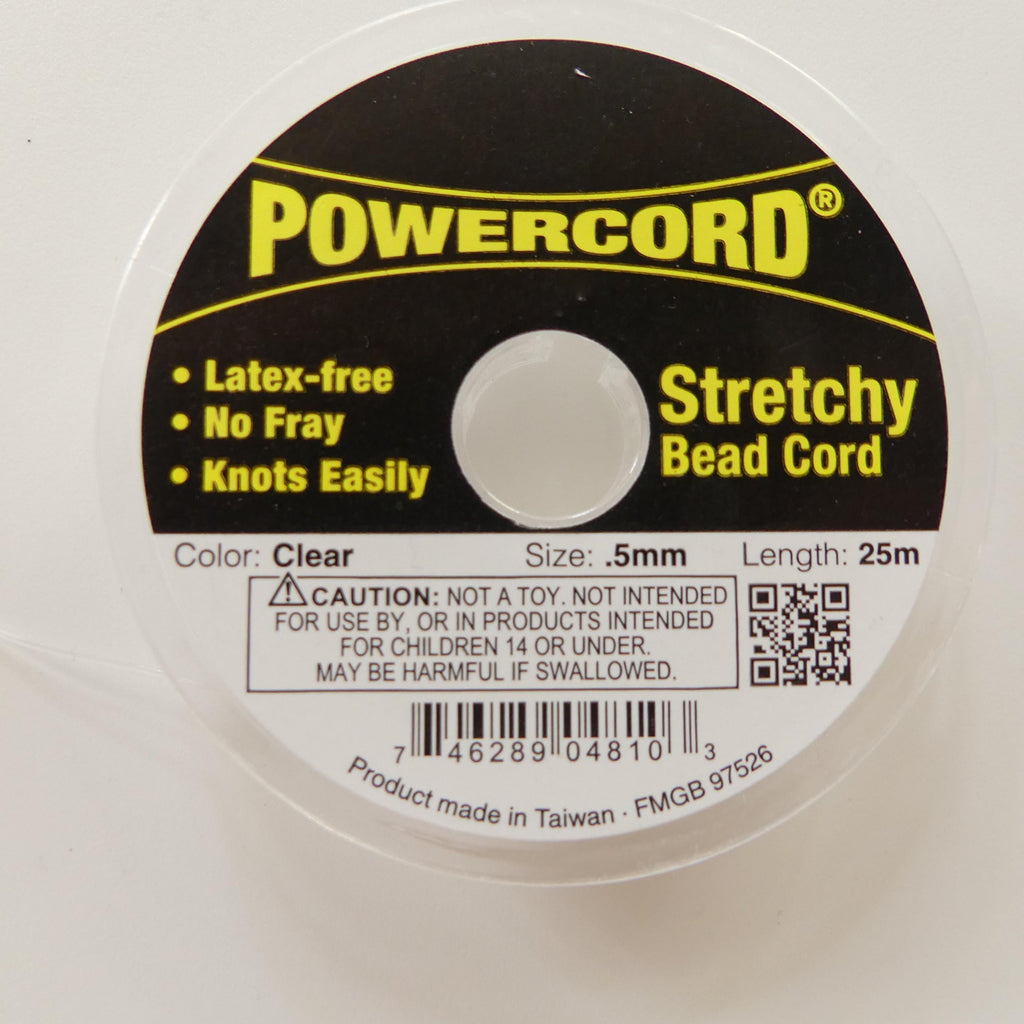 POWERCORD®
• Latex-free
• No Fray
• Knots Easily
Stretchy
Bead Cord
Color: Clear
Size: .5mm
Length: 25m
⚠CAUTION: NOT A TOY. NOT INTENDED
FOR USE BY, OR IN PRODUCTS INTENDED
FOR CHILDREN 14 OR UNDER.
MAY BE HARMFUL IF SWALLOWED.
7 46289 04810 3
Product made in Taiwan · FMGB 97526